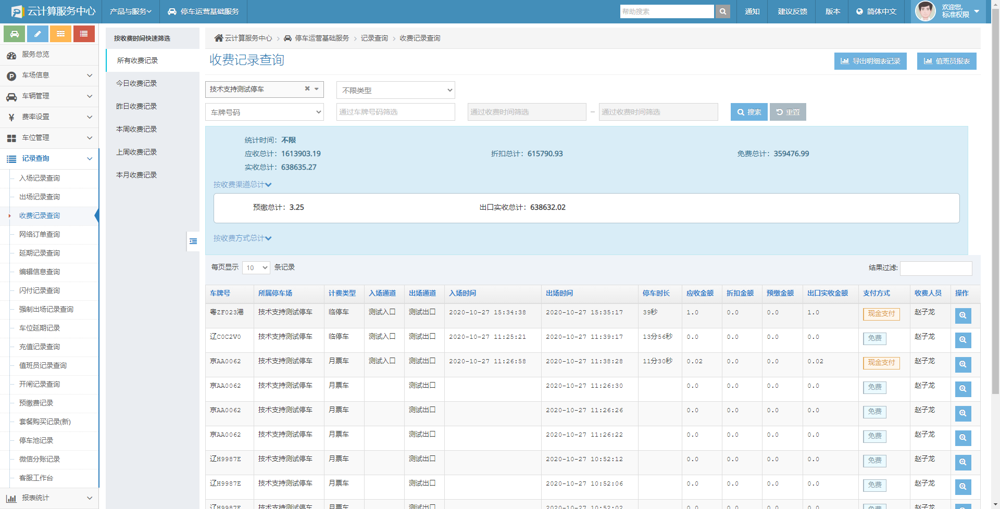 云计算服务中心 产品与服务 停车运营基础服务 帮助搜索 通知 建议反馈 版本 简体中文 欢迎您, 标准权限
服务总览
车场信息
车辆管理
费率设置
车位管理
记录查询
入场记录查询
出场记录查询
收费记录查询
网络订单查询
延期记录查询
编辑信息查询
闪付记录查询
强制出场记录查询
车位延期记录
充值记录查询
值班员记录查询
开闸记录查询
预缴费记录
套餐购买记录(新)
停车池记录
微信分账记录
客服工作台
报表统计
按收费时间快速筛选
所有收费记录
今日收费记录
昨日收费记录
本周收费记录
上周收费记录
本月收费记录
云计算服务中心 > 停车运营基础服务 > 记录查询 > 收费记录查询
收费记录查询 导出明细表记录 值班员报表
技术支持测试停车 不限类型
车牌号码 通过车牌号码筛选 通过收费时间筛选 – 通过收费时间筛选 搜索 重置
统计时间：不限
应收总计：1613903.19 折扣总计：615790.93 免费总计：359476.99
实收总计：638635.27
按收费渠道总计
预缴总计：3.25 出口实收总计：638632.02
按收费方式总计
每页显示 10 条记录 结果过滤:
车牌号 所属停车场 计费类型 入场通道 出场通道 入场时间 出场时间 停车时长 应收金额 折扣金额 预缴金额 出口实收金额 支付方式 收费人员 操作
粤ZF023港 技术支持测试停车 临停车 测试入口 测试出口 2020-10-27 15:34:38 2020-10-27 15:35:17 39秒 1.0 0.0 0.0 1.0 现金支付 赵子龙
辽C0C2V0 技术支持测试停车 临停车 测试入口 测试出口 2020-10-27 11:25:21 2020-10-27 11:39:17 13分56秒 0.0 0.0 0.0 0.0 免费 赵子龙
京AA0062 技术支持测试停车 月票车 测试入口 测试出口 2020-10-27 11:26:58 2020-10-27 11:38:28 11分30秒 0.02 0.0 0.0 0.02 现金支付 赵子龙
京AA0062 技术支持测试停车 月票车 测试出口 2020-10-27 11:26:30 0.0 0.0 0.0 0.0 免费 赵子龙
京AA0062 技术支持测试停车 月票车 测试出口 2020-10-27 11:26:26 0.0 0.0 0.0 0.0 免费 赵子龙
京AA0062 技术支持测试停车 月票车 测试出口 2020-10-27 11:26:22 0.0 0.0 0.0 0.0 免费 赵子龙
辽H9987E 技术支持测试停车 月票车 测试出口 2020-10-27 10:52:12 0.0 0.0 0.0 0.0 免费 赵子龙
辽H9987E 技术支持测试停车 月票车 测试出口 2020-10-27 10:52:06 0.0 0.0 0.0 0.0 免费 赵子龙
辽H9987E 技术支持测试停车 月票车 测试出口 2020-10-27 10:52:02 0.0 0.0 0.0 0.0 免费 赵子龙